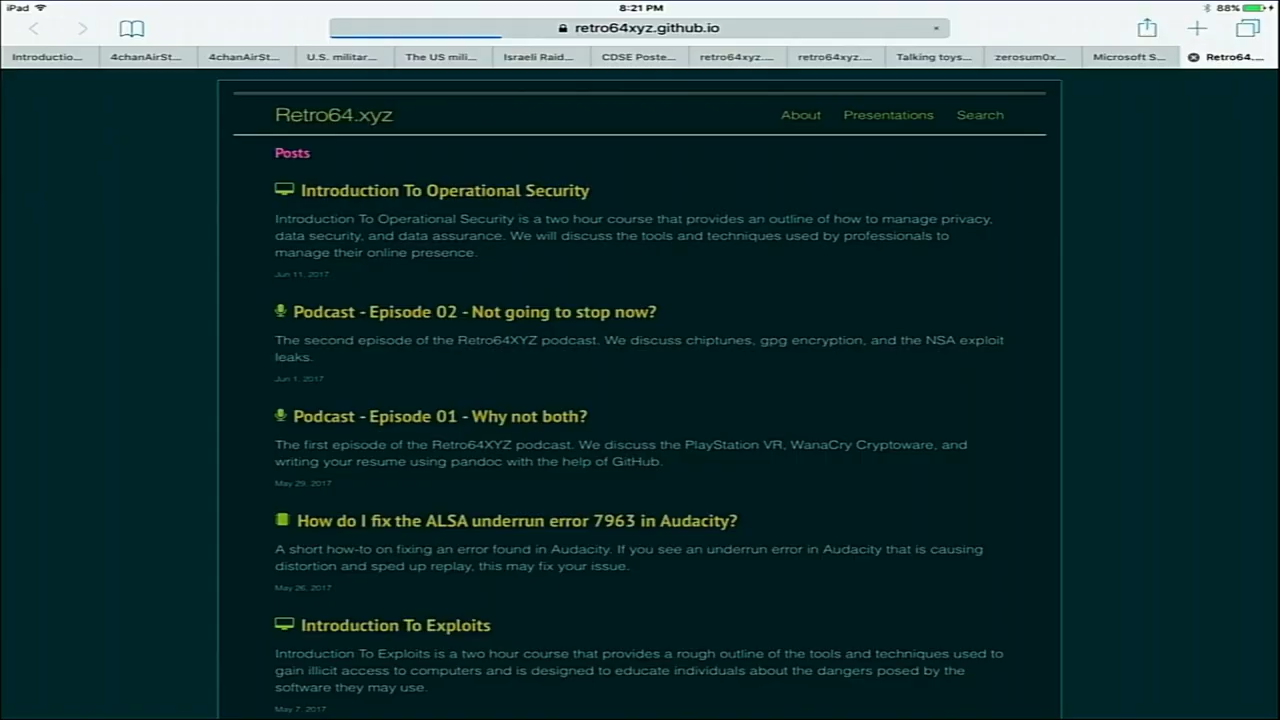 iPad
8:21 PM
88%
retro64xyz.github.io
Introductio...
4chanAirSt...
4chanAirSt...
U.S. militar...
The US mili...
Israeli Raid...
CDSE Poste...
retro64xyz....
retro64xyz....
Talking toys...
zerosum0x...
Microsoft S...
Retro64....
Retro64.xyz
About Presentations Search
Posts
Introduction To Operational Security
Introduction To Operational Security is a two hour course that provides an outline of how to manage privacy,
data security, and data assurance. We will discuss the tools and techniques used by professionals to
manage their online presence.
Jun 11, 2017
Podcast - Episode 02 - Not going to stop now?
The second episode of the Retro64XYZ podcast. We discuss chiptunes, gpg encryption, and the NSA exploit
leaks.
Jun 1, 2017
Podcast - Episode 01 - Why not both?
The first episode of the Retro64XYZ podcast. We discuss the PlayStation VR, WanaCry Cryptoware, and
writing your resume using pandoc with the help of GitHub.
May 29, 2017
How do I fix the ALSA underrun error 7963 in Audacity?
A short how-to on fixing an error found in Audacity. If you see an underrun error in Audacity that is causing
distortion and sped up replay, this may fix your issue.
May 26, 2017
Introduction To Exploits
Introduction To Exploits is a two hour course that provides a rough outline of the tools and techniques used to
gain illicit access to computers and is designed to educate individuals about the dangers posed by the
software they may use.
May 7, 2017